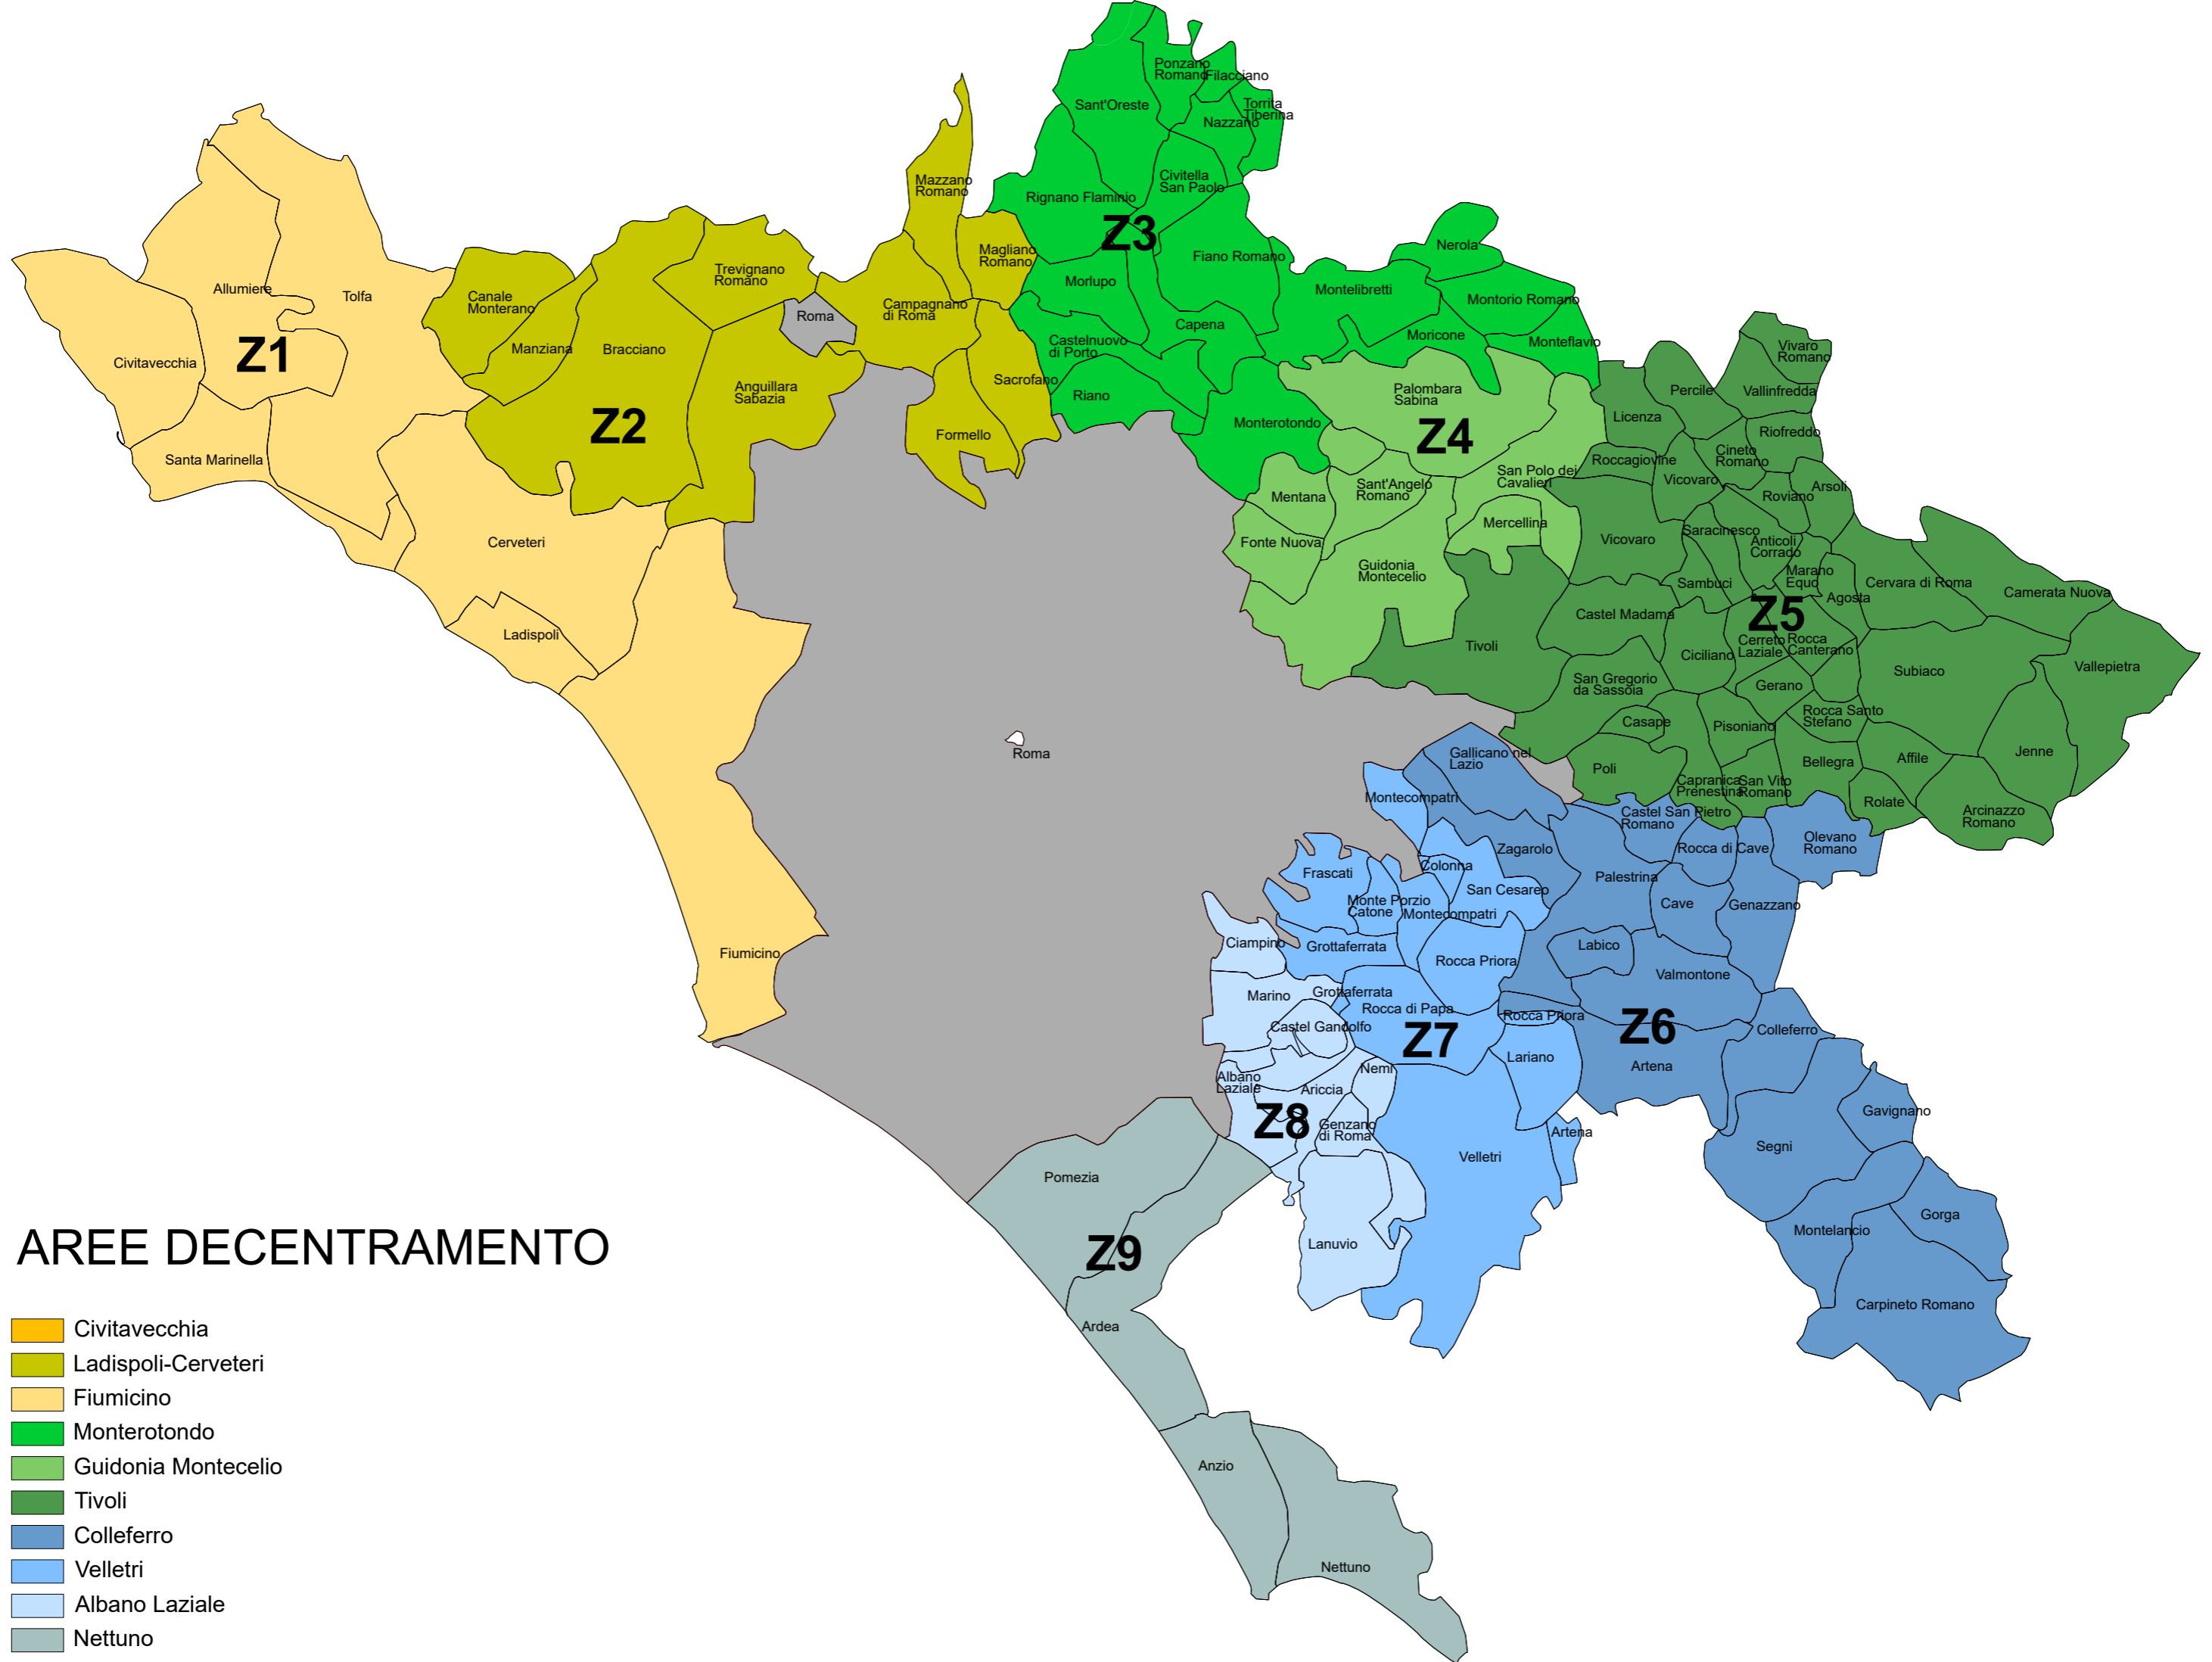 Ponzano
Romano
Filacciano
Sant'Oreste
Torrita
Tiberina
Nazzano
Mazzano
Romano
Civitella
San Paolo
Rignano Flaminio
Z3
Magliano
Romano
Fiano Romano
Nerola
Trevignano
Romano
Morlupo
Montelibretti
Allumiere
Tolfa
Canale
Monterano
Campagnano
di Roma
Montorio Romano
Roma
Capena
Moricone
Monteflavio
Castelnuovo
di Porto
Vivaro
Romano
Z1
Civitavecchia
Manziana
Bracciano
Anguillara
Sabazia
Sacrofano
Riano
Palombara
Sabina
Percile
Vallinfredda
Licenza
Z2
Formello
Monterotondo
Z4
Riofreddo
Santa Marinella
Roccagiovine
Cineto
Romano
San Polo dei
Cavalieri
Vicovaro
Sant'Angelo
Romano
Mentana
Roviano
Arsoli
Mercellina
Saracinesco
Cerveteri
Fonte Nuova
Vicovaro
Anticoli
Corrado
Guidonia
Montecelio
Marano
Equo
Sambuci
Agosta
Cervara di Roma
Camerata Nuova
Castel Madama
Z5
Ladispoli
Tivoli
Cerreto
Laziale
Rocca
Canterano
Ciciliano
Subiaco
Vallepietra
San Gregorio
da Sassoia
Gerano
Casape
Pisoniano
Rocca Santo
Stefano
Roma
Gallicano nel
Lazio
Poli
Bellegra
Affile
Jenne
Capranica
Prenestina
San Vito
Romano
Montecompatri
Rolate
Arcinazzo
Romano
Castel San Pietro
Romano
Olevano
Romano
Rocca di Cave
Zagarolo
Colonna
Frascati
Palestrina
San Cesareo
Monte Porzio
Catone
Montecompatri
Cave
Genazzano
Ciampino
Grottaferrata
Labico
Fiumicino
Rocca Priora
Valmontone
Marino
Grottaferrata
Rocca di Papa
Rocca Priora
Castel Gandolfo
Z7
Z6
Colleferro
Lariano
Artena
Albano
Laziale
Ariccia
Nemi
Z8
Genzano
di Roma
Artena
Gavignano
Segni
Velletri
Pomezia
Z9
Lanuvio
Montelancio
Gorga
Carpineto Romano
Ardea
Anzio
Nettuno
AREE DECENTRAMENTO
Civitavecchia
Ladispoli-Cerveteri
Fiumicino
Monterotondo
Guidonia Montecelio
Tivoli
Colleferro
Velletri
Albano Laziale
Nettuno